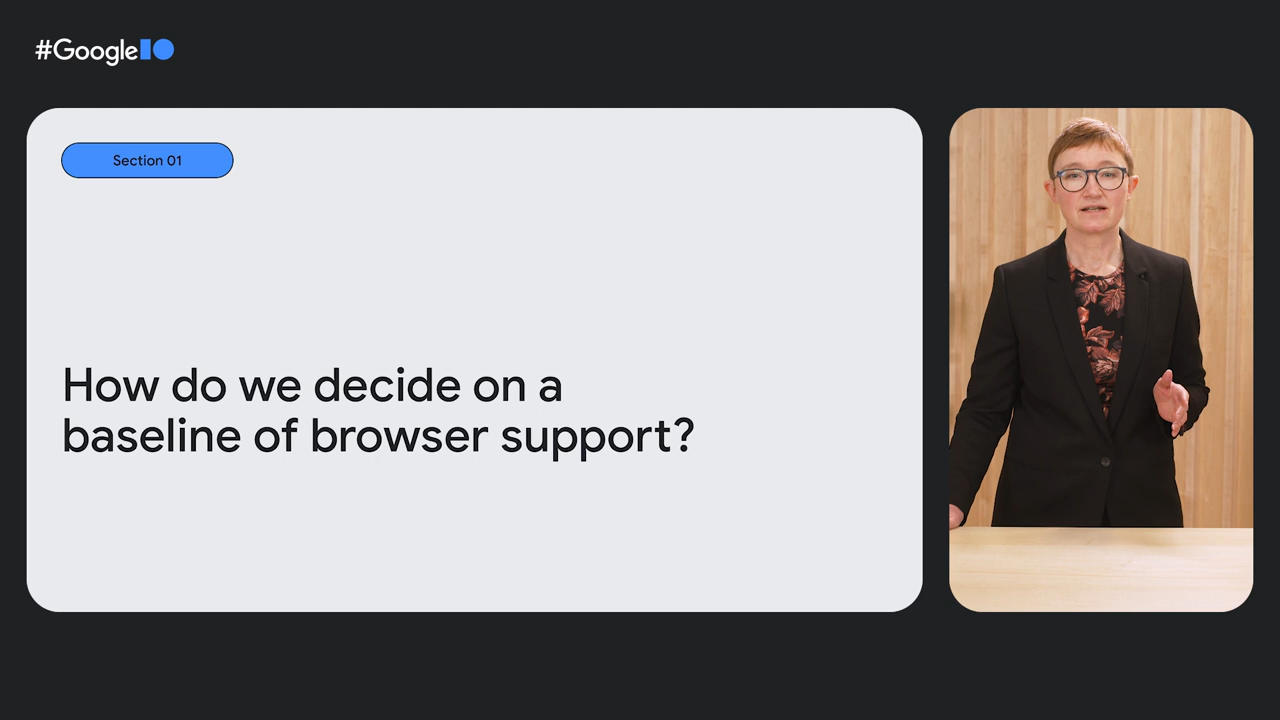 #GoogleIO
Section 01
How do we decide on a
baseline of browser support?